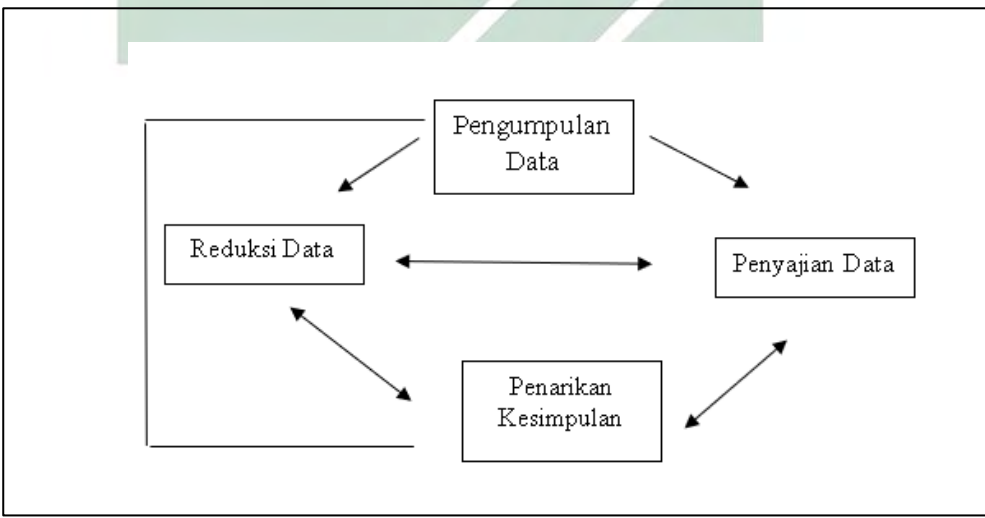 Pengumpulan
Data
Reduksi Data
Penyajian Data
Penarikan
Kesimpulan